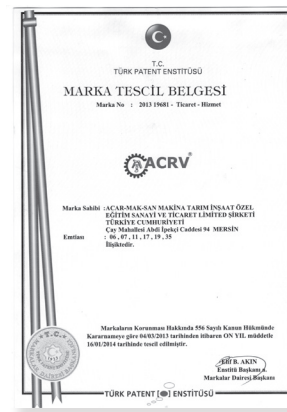 T.C.
TÜRK PATENT ENSTİTÜSÜ
MARKA TESCİL BELGESİ
Marka No : 2013 19681 - Ticaret - Hizmet
ACRV
Marka Sahibi :ACAR-MAK-SAN MAKİNA TARIM İNŞAAT ÖZEL
EĞİTİM SANAYİ VE TİCARET LİMİTED ŞİRKETİ
TÜRKİYE CUMHURİYETİ
Çay Mahallesi Abdi İpekçi Caddesi 94 MERSİN
Emtiası : 06 , 07 , 11 , 17 , 19 , 35
İlişiktedir.
Markaların Korunması Hakkında 556 Sayılı Kanun Hükmünde
Kararnameye göre 04/03/2013 tarihinden itibaren ON YIL müddetle
16/01/2014 tarihinde tescil edilmiştir.
B. AKIN
Enstitü Başkanı a.
Markalar Dairesi Başkanı
T.C.
TÜRK PATENT ENSTİTÜSÜ